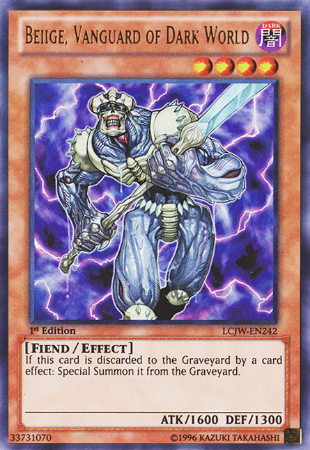 Beiige, Vanguard of Dark World
DARK
闇
1st Edition
LCJW-EN242
[Fiend / Effect]
If this card is discarded to the Graveyard by a card
effect: Special Summon it from the Graveyard.
ATK/1600 DEF/1300
33731070
©1996 KAZUKI TAKAHASHI